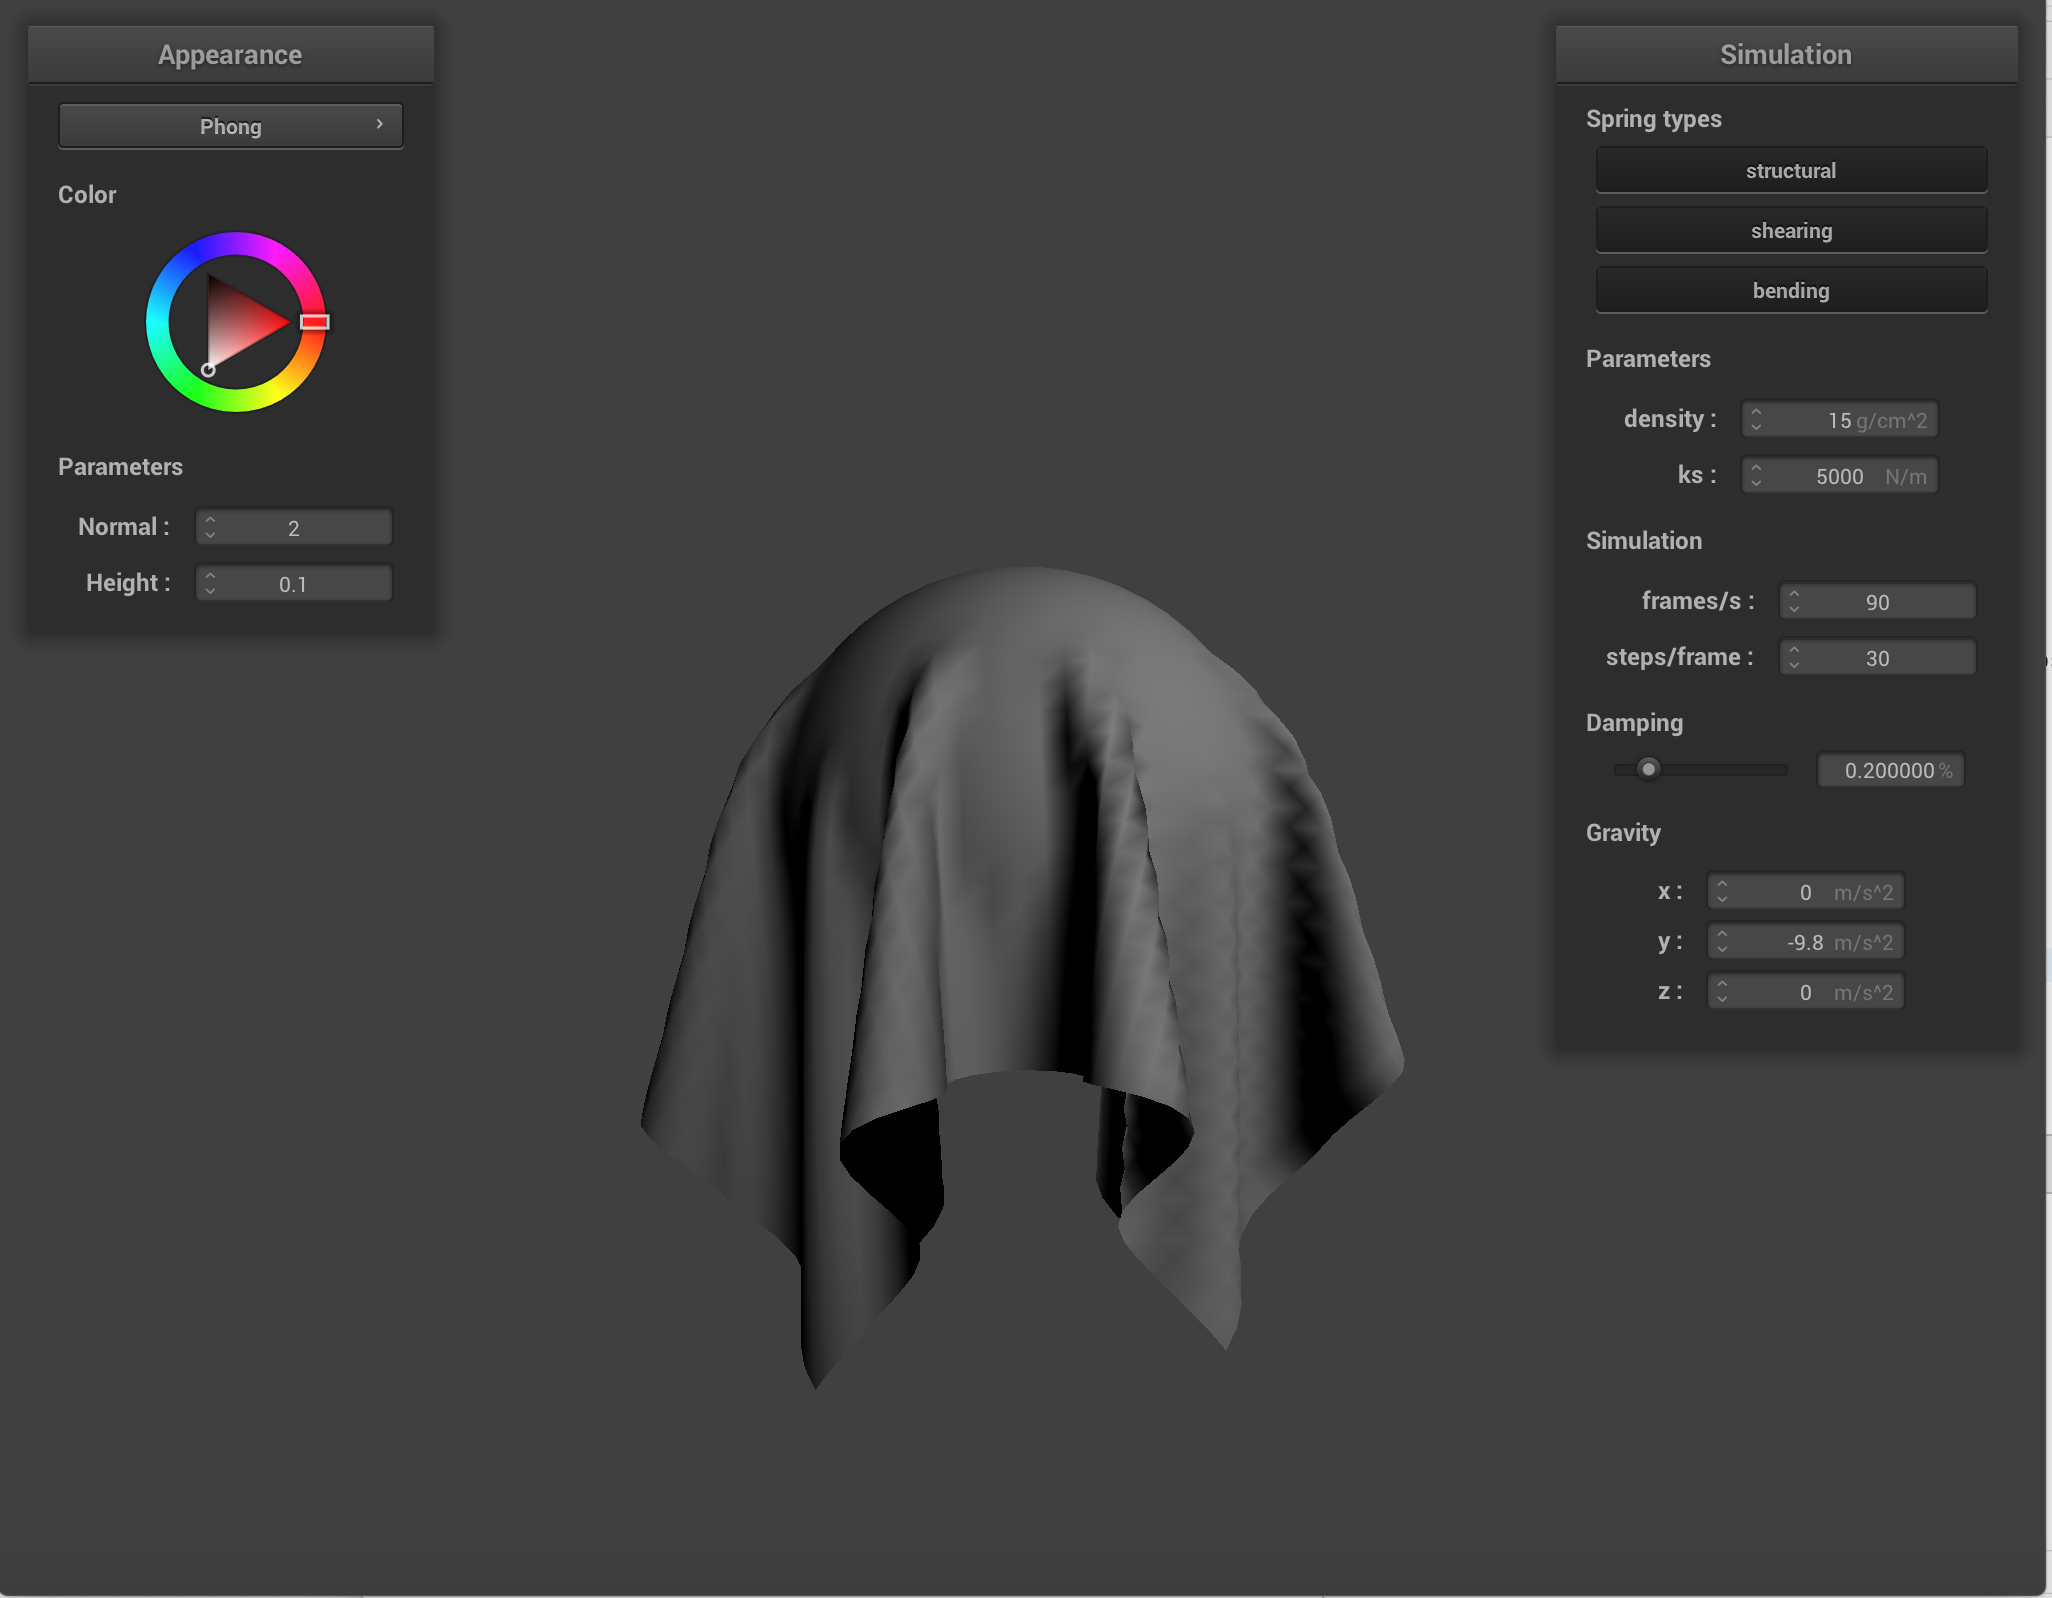 Appearance
Phong
Color
Parameters
Normal : 2
Height : 0.1
Simulation
Spring types
structural
shearing
bending
Parameters
density : 15 g/cm^2
ks : 5000 N/m
Simulation
frames/s : 90
steps/frame : 30
Damping
0.200000 %
Gravity
x : 0 m/s^2
y : -9.8 m/s^2
z : 0 m/s^2